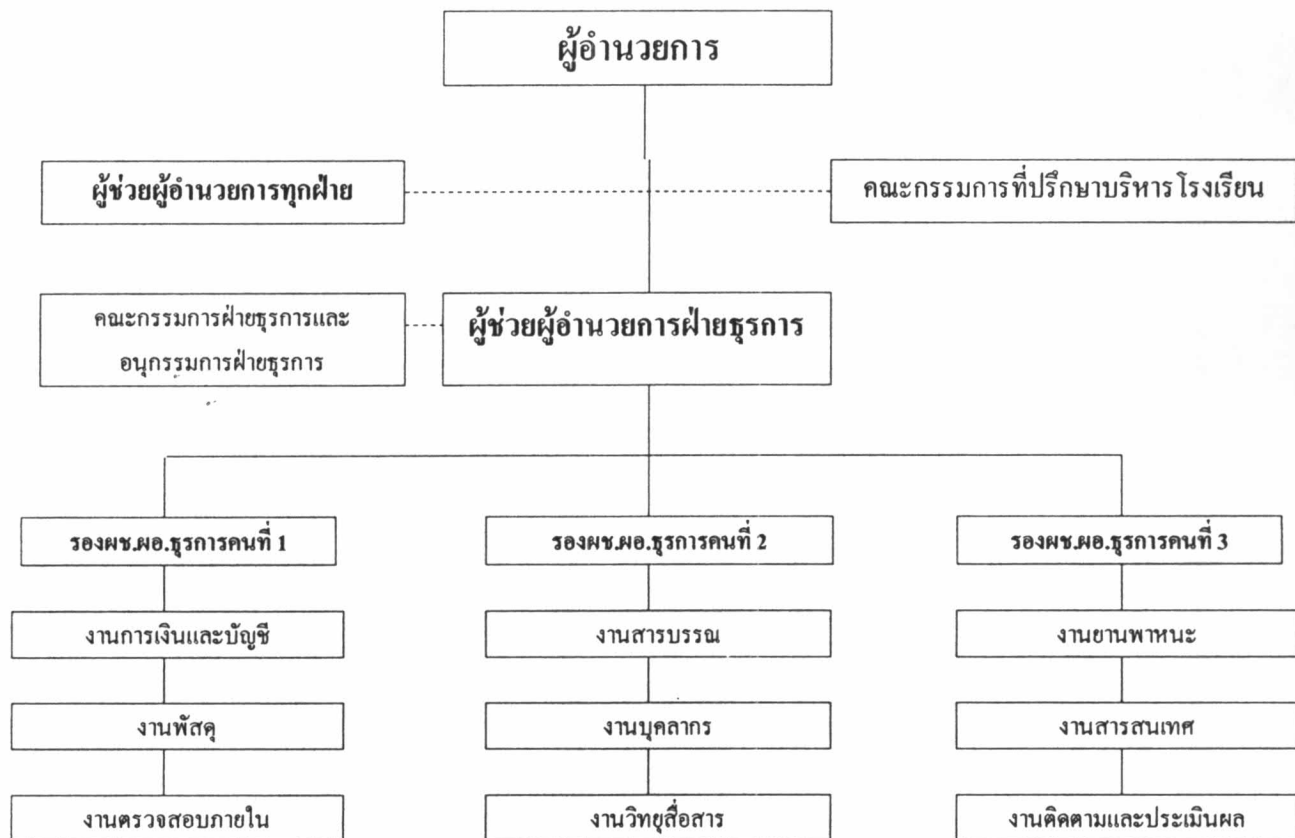 ผู้อำนวยการ
ผู้ช่วยผู้อำนวยการทุกฝ่าย
คณะกรรมการที่ปรึกษาบริหารโรงเรียน
คณะกรรมการฝ่ายธุรการและ
อนุกรรมการฝ่ายธุรการ
ผู้ช่วยผู้อำนวยการฝ่ายธุรการ
รองผช.ผอ.ธุรการคนที่ 1
รองผช.ผอ.ธุรการคนที่ 2
รองผช.ผอ.ธุรการคนที่ 3
งานการเงินและบัญชี
งานสารบรรณ
งานยานพาหนะ
งานพัสดุ
งานบุคลากร
งานสารสนเทศ
งานตรวจสอบภายใน
งานวิทยุสื่อสาร
งานติดตามและประเมินผล